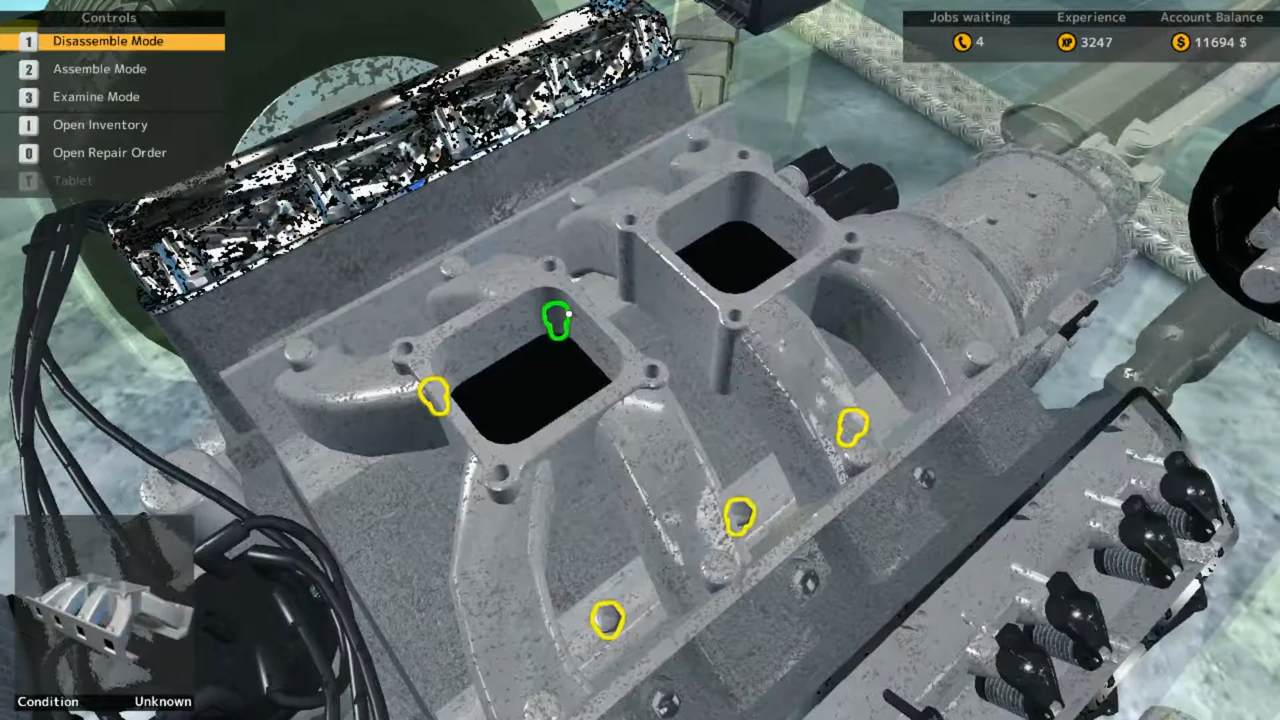 Controls
1 Disassemble Mode
2 Assemble Mode
3 Examine Mode
I Open Inventory
O Open Repair Order
T Tablet
Jobs waiting Experience Account Balance
4 XP 3247 $ 11694 $
Condition Unknown